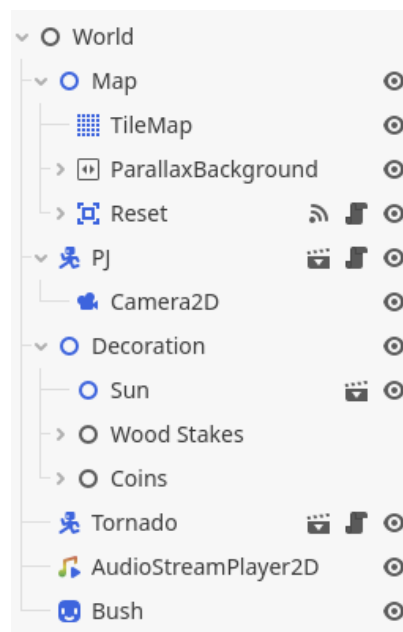 World
Map
TileMap
ParallaxBackground
Reset
PJ
Camera2D
Decoration
Sun
Wood Stakes
Coins
Tornado
AudioStreamPlayer2D
Bush